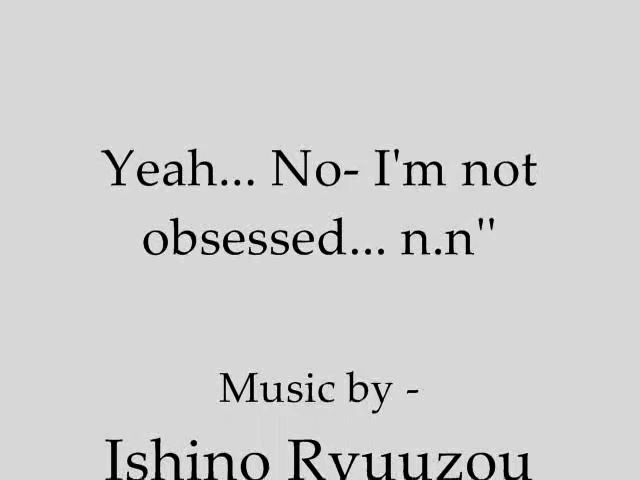 Yeah... No- I'm not
obsessed... n.n"
Music by -
Ishino Ryuuzou